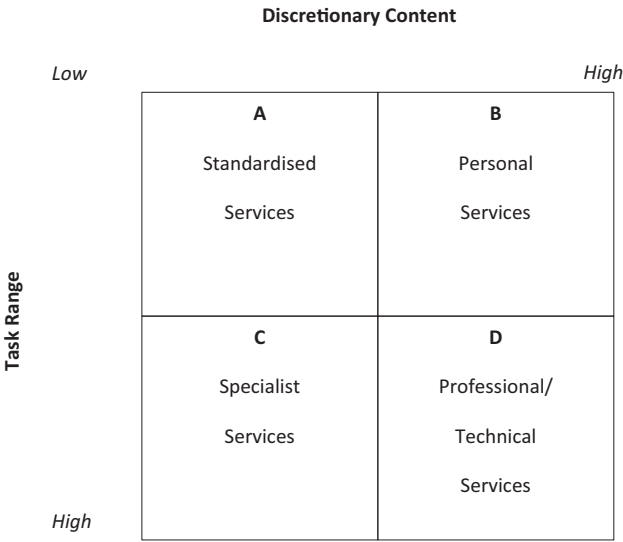 Discretionary Content
Low
High
A
B
Standardised
Personal
Services
Services
Task Range
C
D
Specialist
Professional/
Services
Technical
Services
High